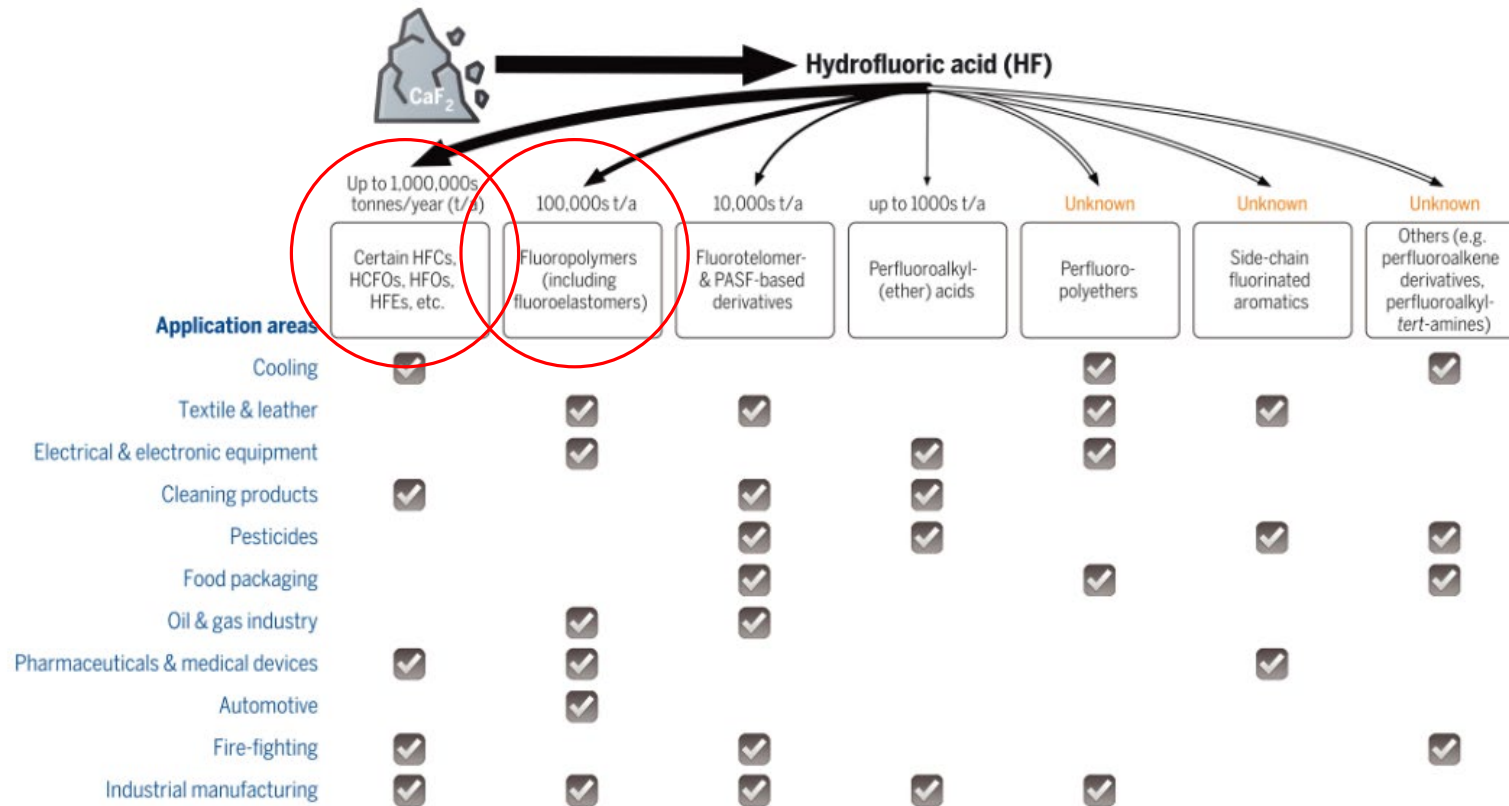 CaF2
Hydrofluoric acid (HF)
Up to 1,000,000s
tonnes/year (t/a)
100,000s t/a
10,000s t/a
up to 1000s t/a
Unknown
Unknown
Unknown
Certain HFCs,
HCFOs, HFOs,
HFEs, etc.
Fluoropolymers
(including
fluoroelastomers)
Fluorotelomer-
& PASF-based
derivatives
Perfluoroalkyl-
(ether) acids
Perfluoro-
polyethers
Side-chain
fluorinated
aromatics
Others (e.g.
perfluoroalkene
derivatives,
perfluoroalkyl-
tert-amines)
Application areas
Cooling
Textile & leather
Electrical & electronic equipment
Cleaning products
Pesticides
Food packaging
Oil & gas industry
Pharmaceuticals & medical devices
Automotive
Fire-fighting
Industrial manufacturing